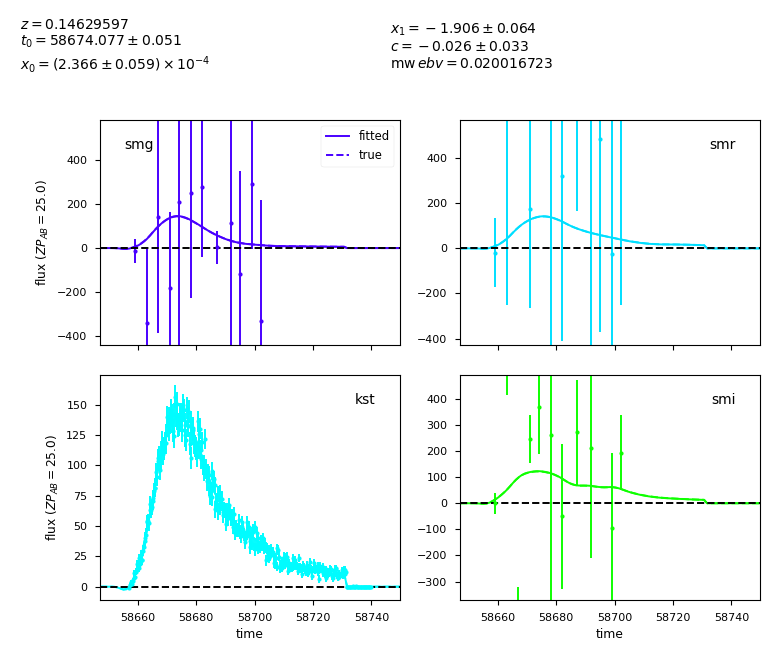 z = 0.14629597
t₀ = 58674.077 ± 0.051
x₀ = (2.366 ± 0.059) × 10⁻⁴
x₁ = −1.906 ± 0.064
c = −0.026 ± 0.033
mw ebv = 0.020016723
smg
fitted
true
400
200
0
−200
−400
flux (ZP_AB = 25.0)
smr
400
200
0
−200
−400
kst
150
125
100
75
50
25
0
flux (ZP_AB = 25.0)
58660 58680 58700 58720 58740
time
smi
400
300
200
100
0
−100
−200
−300
58660 58680 58700 58720 58740
time